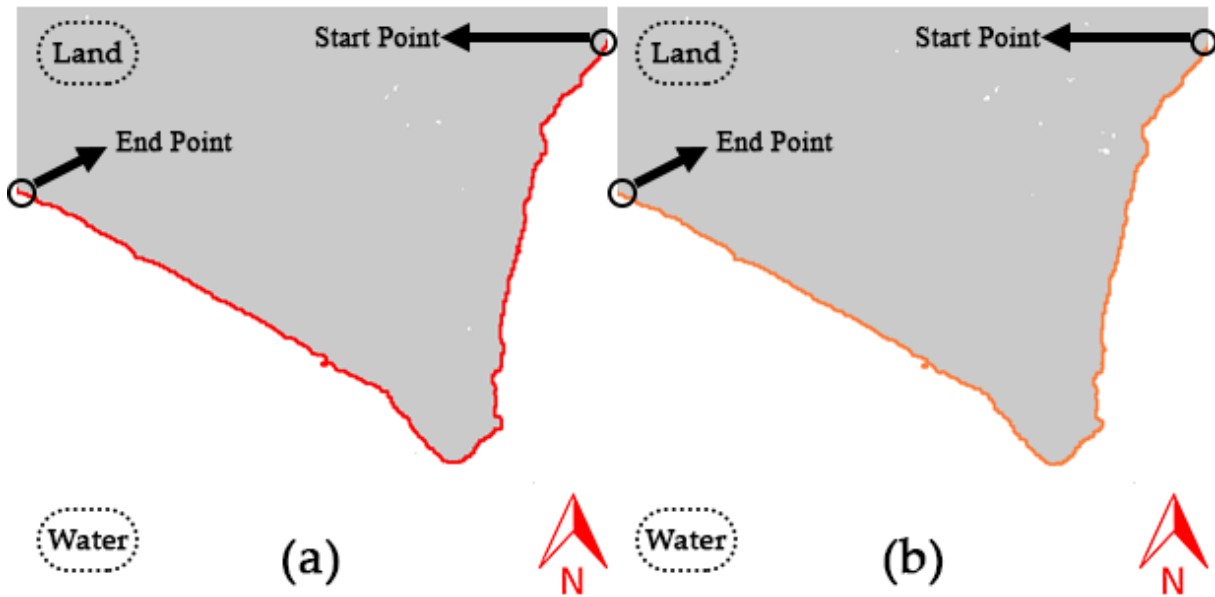 Land
Start Point
End Point
Water
(a)
N
Land
Start Point
End Point
Water
(b)
N